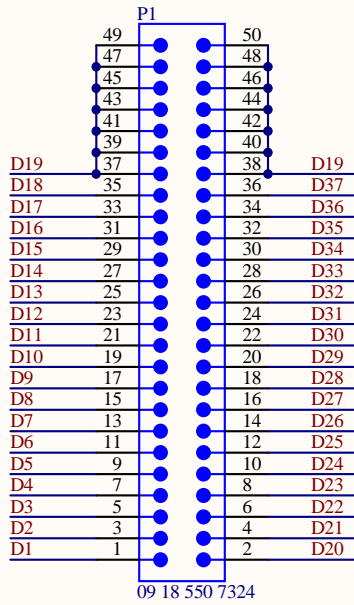 P1
49 50
47 48
45 46
43 44
41 42
39 40
D19 37 38 D19
D18 35 36 D37
D17 33 34 D36
D16 31 32 D35
D15 29 30 D34
D14 27 28 D33
D13 25 26 D32
D12 23 24 D31
D11 21 22 D30
D10 19 20 D29
D9 17 18 D28
D8 15 16 D27
D7 13 14 D26
D6 11 12 D25
D5 9 10 D24
D4 7 8 D23
D3 5 6 D22
D2 3 4 D21
D1 1 2 D20
09 18 550 7324